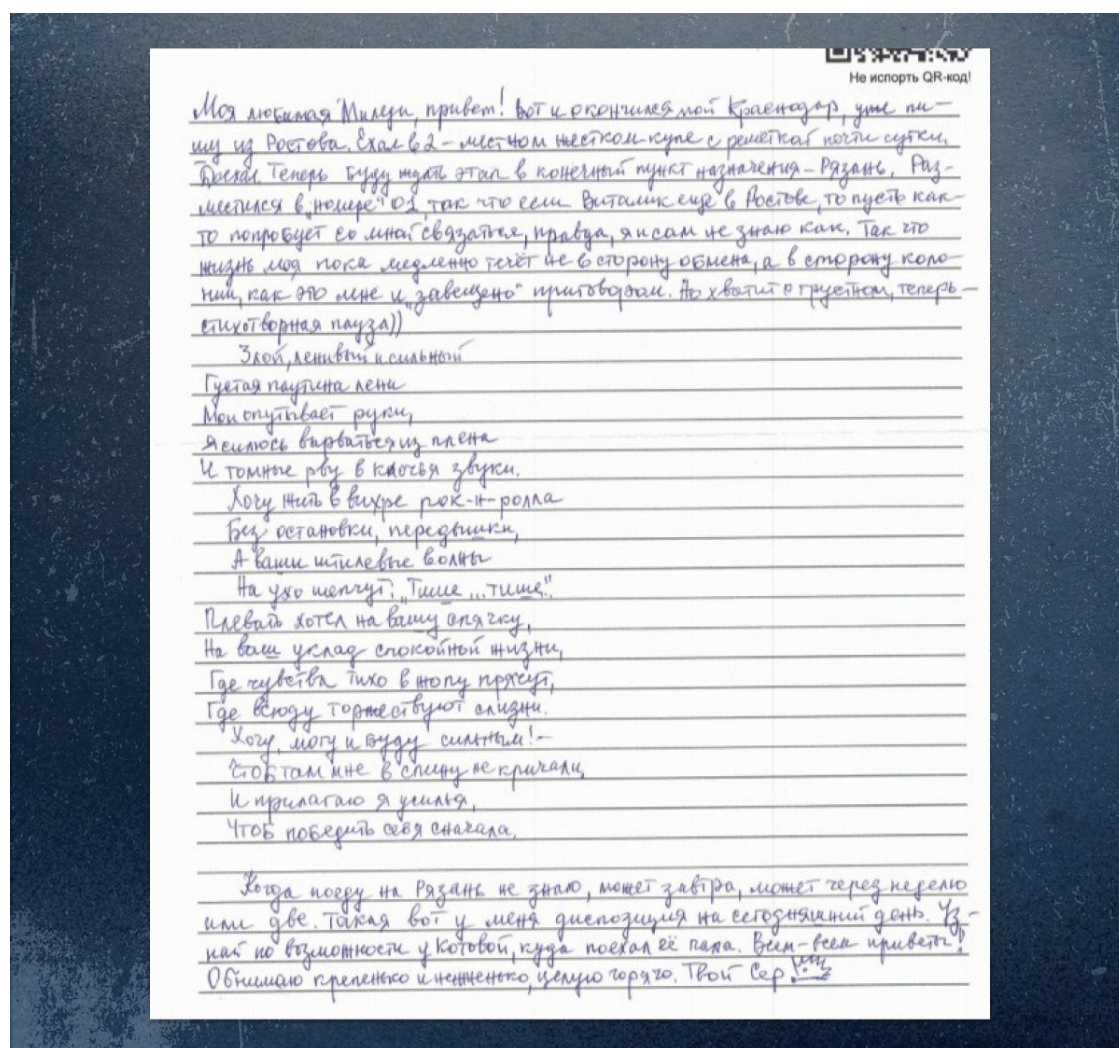 Не испорть QR-код!
Моя любимая Миледи, привет! Вот и окончился мой Краснодар, уже пи-
шу из Ростова. Ехал в 2-местном жестком купе с решёткой почти сутки.
Доехал. Теперь буду ждать этап в конечный пункт назначения - Рязань. Раз-
местился в „номере" 01, так что если Виталик еще в Ростове, то пусть как-
то попробует со мной связаться, правда, я и сам не знаю как. Так что
жизнь моя пока медленно течёт не в сторону обмена, а в сторону коло-
нии, как это мне и „завещено" приговором. Но хватит о грустном, теперь -
стихотворная пауза))
Злой, ленивый и сильный
Густая паутина лени
Мои опутывает руки,
Я силюсь вырваться из плена
И томные рву в клочья звуки.
Хочу жить в вихре рок-н-ролла
Без остановки, передышки,
А ваши штилевые волны
На ухо шепчут: „Тише... тише".
Плевать хотел на вашу спячку,
На ваш уклад спокойной жизни,
Где чувства тихо в жопу прячут,
Где всюду торжествуют слизни.
Хочу, могу и буду сильным! -
Чтоб там мне в спину не кричали,
И прилагаю я усилья,
Чтоб победить себя сначала.
Когда поеду на Рязань не знаю, может завтра, может через неделю
или две. Такая вот у меня диспозиция на сегодняшний день. Уз-
най по возможности у Котовой, куда поехал её папа. Всем-всем приветы!
Обнимаю крепенько и нежненько, целую горячо. Твой Сер